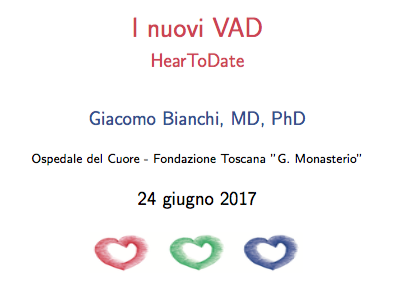 I nuovi VAD
HearToDate
Giacomo Bianchi, MD, PhD
Ospedale del Cuore - Fondazione Toscana "G. Monasterio"
24 giugno 2017